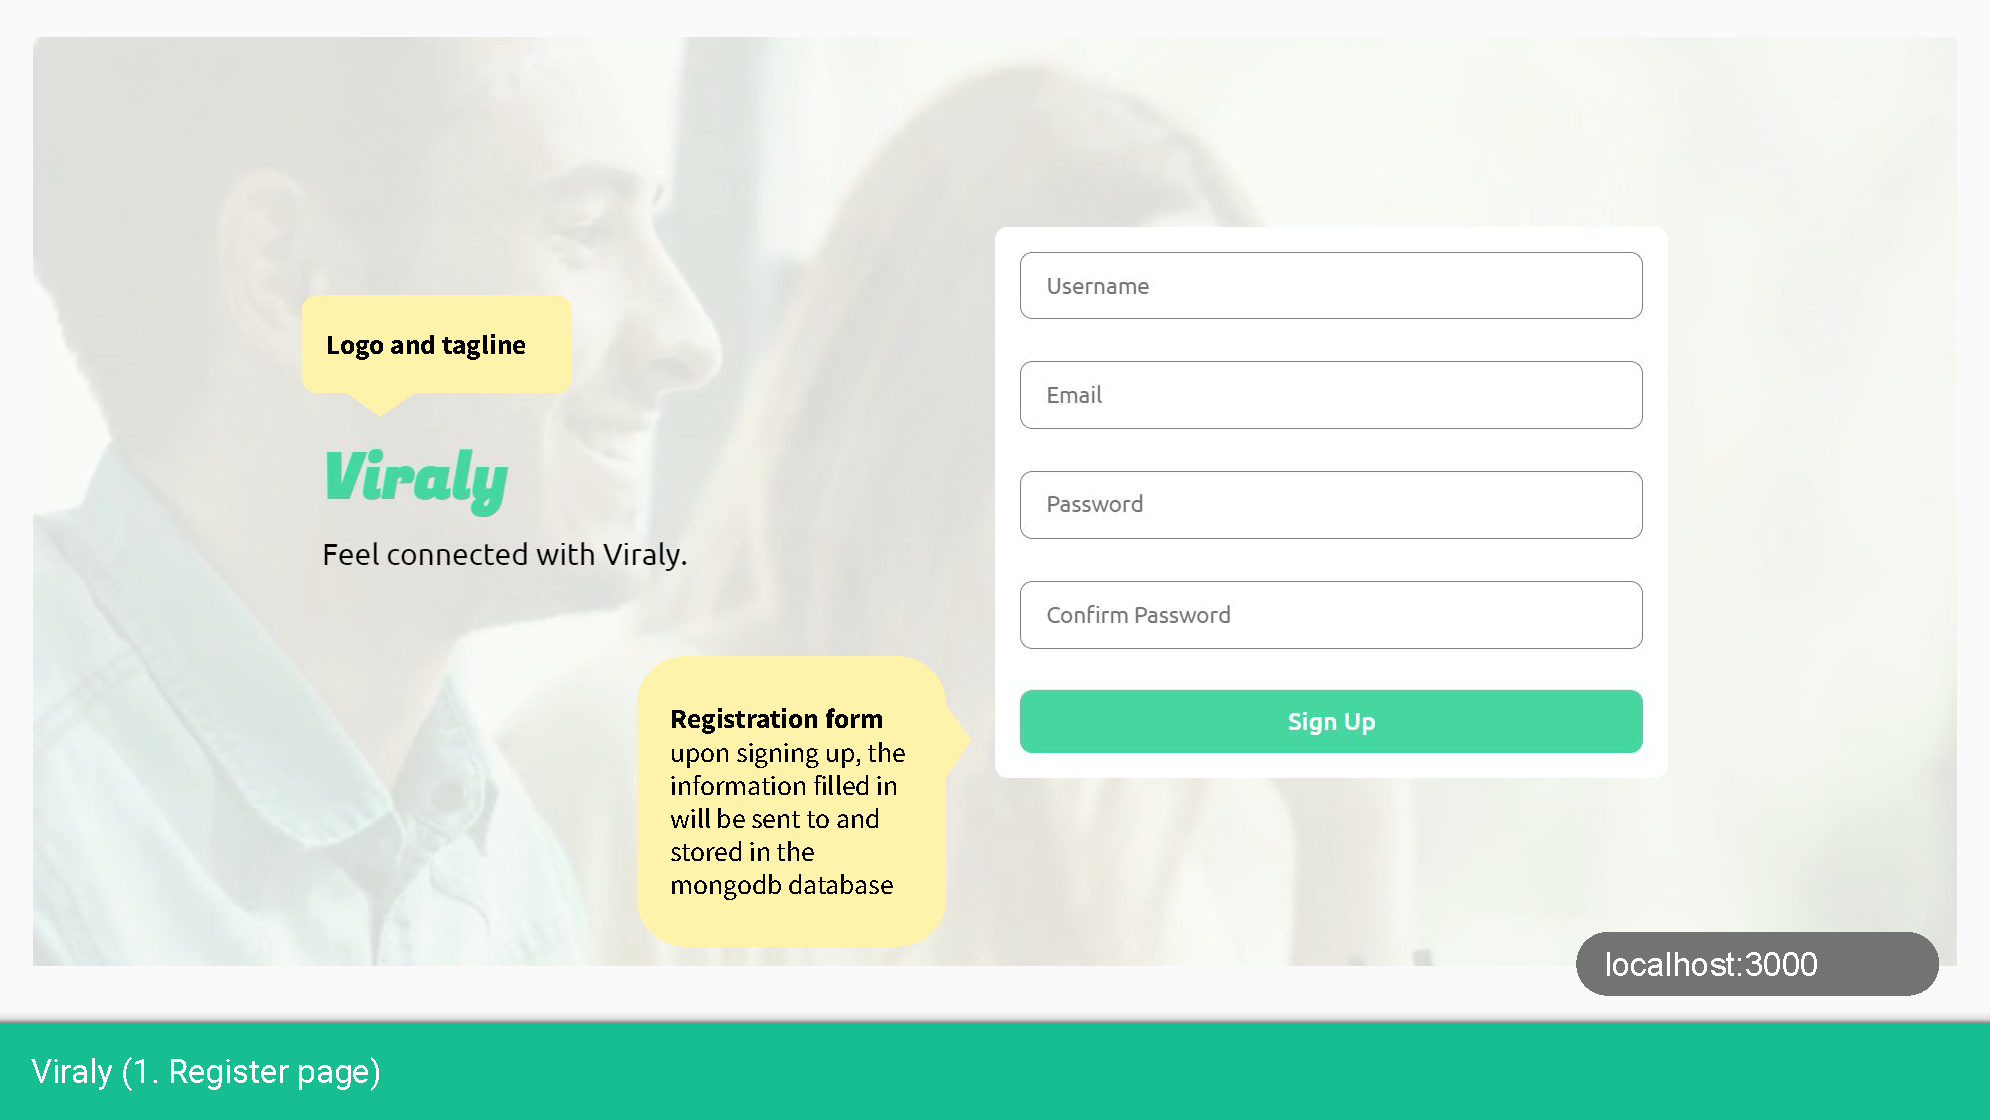 Logo and tagline
Viraly
Feel connected with Viraly.
Username
Email
Password
Confirm Password
Sign Up
Registration form
upon signing up, the
information filled in
will be sent to and
stored in the
mongodb database
localhost:3000
Viraly (1. Register page)